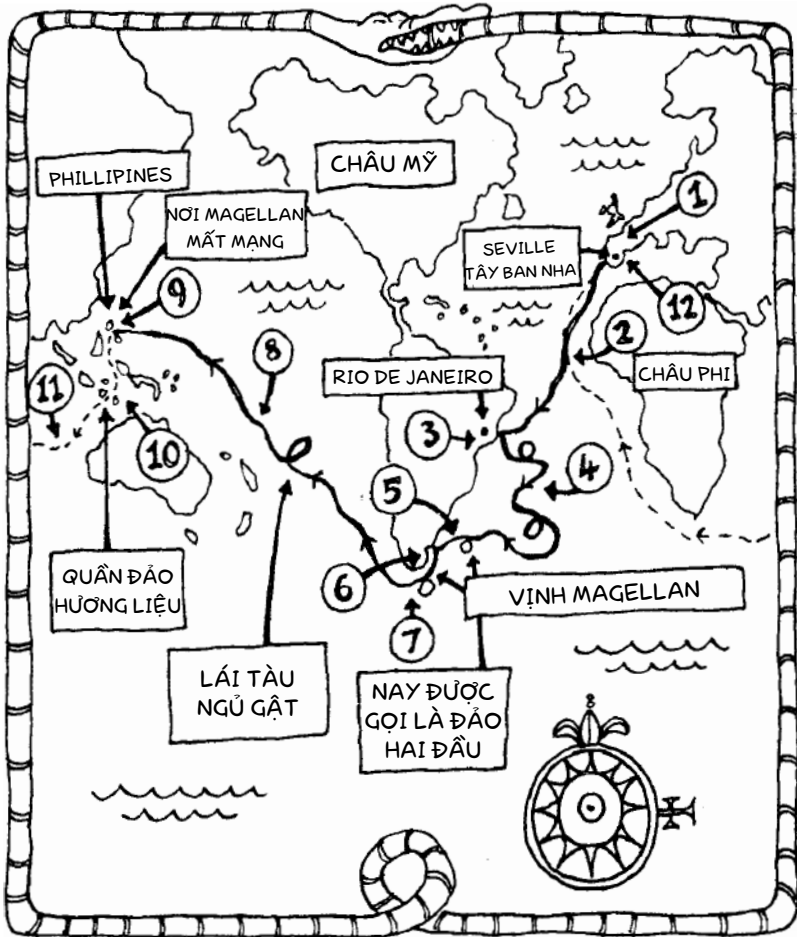 CHÂU MỸ
PHILLIPINES
NƠI MAGELLAN
MẤT MẠNG
1
SEVILLE
TÂY BAN NHA
9
12
2
8
RIO DE JANEIRO
CHÂU PHI
11
3
10
4
5
QUẦN ĐẢO
HƯƠNG LIỆU
6
VỊNH MAGELLAN
7
LÁI TÀU
NGỦ GẬT
NAY ĐƯỢC
GỌI LÀ ĐẢO
HAI ĐẦU